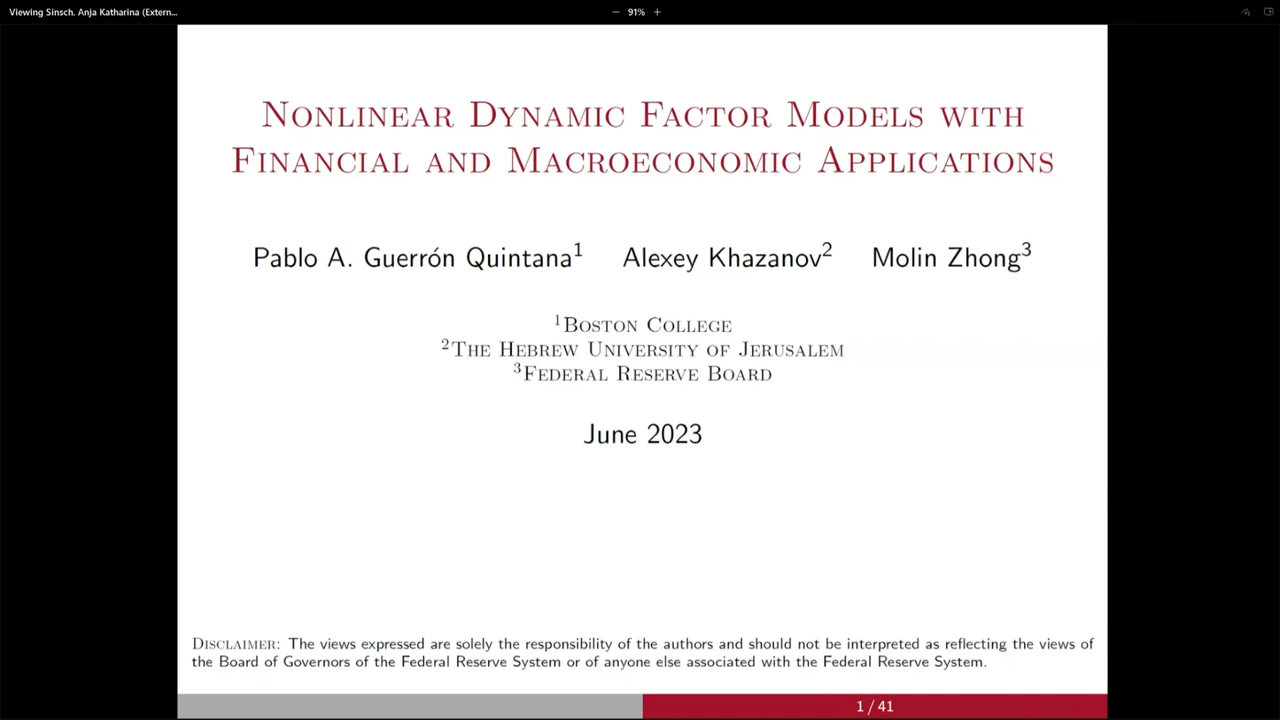 Viewing Sinsch, Anja Katharina (Extern...
− 91% +
Nonlinear Dynamic Factor Models with
Financial and Macroeconomic Applications
Pablo A. Guerrón Quintana¹ Alexey Khazanov² Molin Zhong³
¹Boston College
²The Hebrew University of Jerusalem
³Federal Reserve Board
June 2023
Disclaimer: The views expressed are solely the responsibility of the authors and should not be interpreted as reflecting the views of
the Board of Governors of the Federal Reserve System or of anyone else associated with the Federal Reserve System.
1 / 41